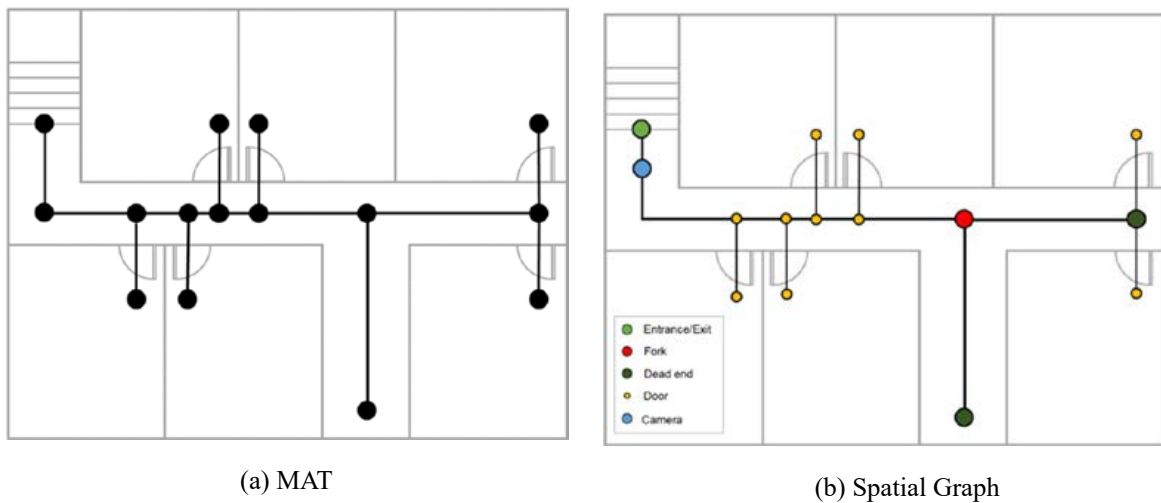 Entrance/Exit
Fork
Dead end
Door
Camera
(a) MAT
(b) Spatial Graph